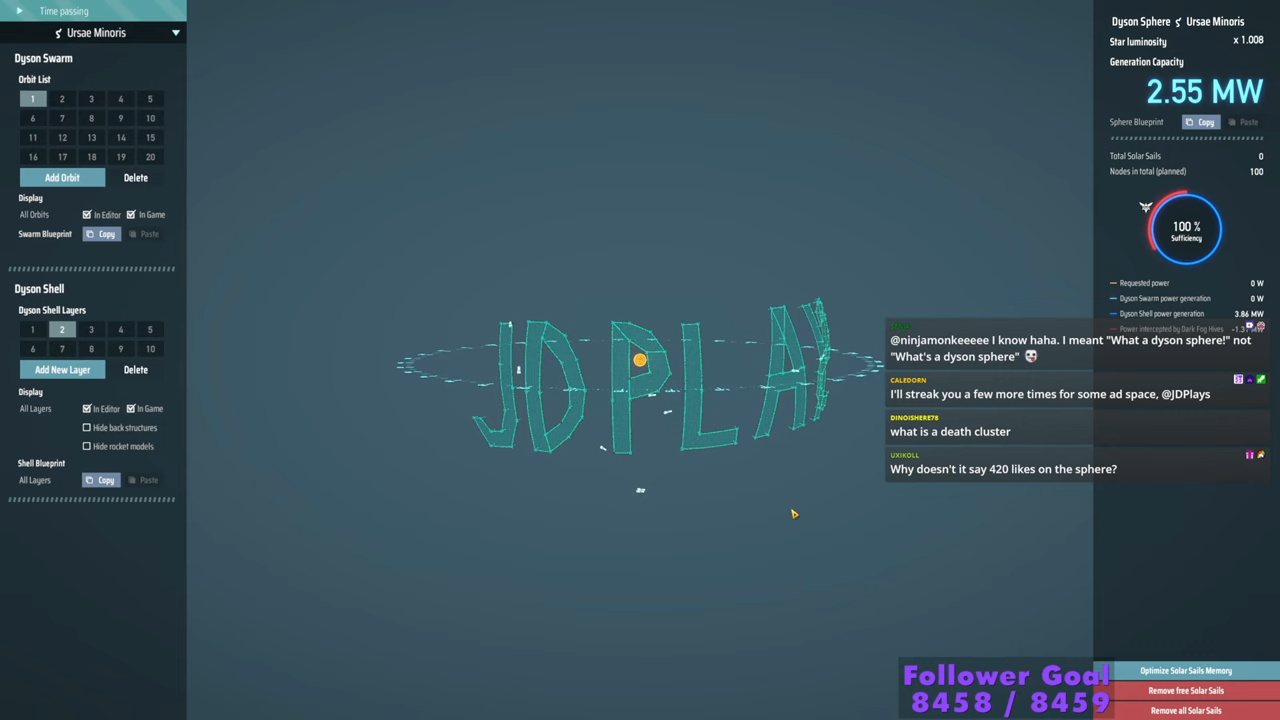 Time passing
Ursae Minoris
Dyson Swarm
Orbit List
1 2 3 4 5
6 7 8 9 10
11 12 13 14 15
16 17 18 19 20
Add Orbit Delete
Display
All Orbits In Editor In Game
Swarm Blueprint Copy Paste
Dyson Shell
Dyson Shell Layers
1 2 3 4 5
6 7 8 9 10
Add New Layer Delete
Display
All Layers In Editor In Game
Hide back structures
Hide rocket models
Shell Blueprint
All Layers Copy Paste
JD PLAY
Dyson Sphere Ursae Minoris
Star luminosity x 1.008
Generation Capacity
2.55 MW
Sphere Blueprint Copy Paste
Total Solar Sails 0
Nodes in total (planned) 100
100 %
Sufficiency
Requested power 0 W
Dyson Swarm power generation 0 W
Dyson Shell power generation 3.86 MW
Power intercepted by Dark Fog Hives
@ninjamonkeeeee I know haha. I meant "What a dyson sphere!" not
"What's a dyson sphere"
CALEDORN
I'll streak you a few more times for some ad space, @JDPlays
DINOISHERE78
what is a death cluster
UXIKOLL
Why doesn't it say 420 likes on the sphere?
Follower Goal
8458 / 8459
Optimize Solar Sails Memory
Remove free Solar Sails
Remove all Solar Sails